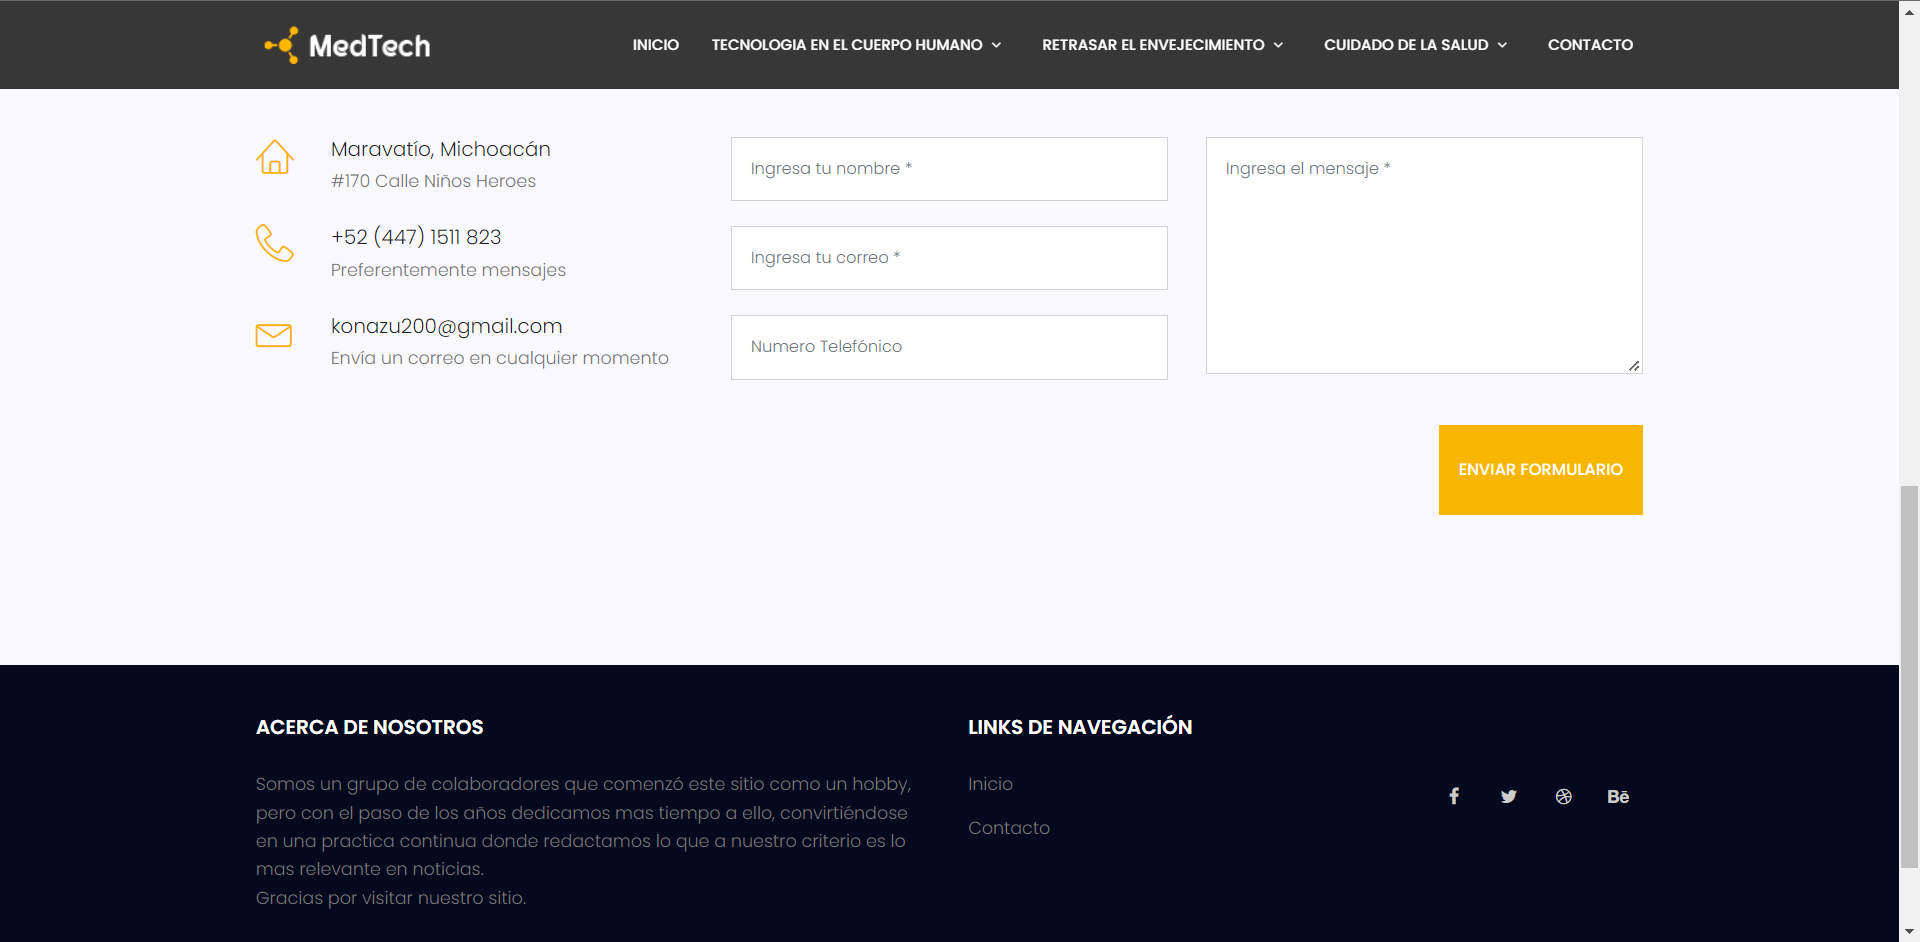 MedTech
INICIO
TECNOLOGIA EN EL CUERPO HUMANO
RETRASAR EL ENVEJECIMIENTO
CUIDADO DE LA SALUD
CONTACTO
Maravatío, Michoacán
#170 Calle Niños Heroes
+52 (447) 1511 823
Preferentemente mensajes
konazu200@gmail.com
Envía un correo en cualquier momento
Ingresa tu nombre *
Ingresa tu correo *
Numero Telefónico
Ingresa el mensaje *
ENVIAR FORMULARIO
ACERCA DE NOSOTROS
Somos un grupo de colaboradores que comenzó este sitio como un hobby,
pero con el paso de los años dedicamos mas tiempo a ello, convirtiéndose
en una practica continua donde redactamos lo que a nuestro criterio es lo
mas relevante en noticias.
Gracias por visitar nuestro sitio.
LINKS DE NAVEGACIÓN
Inicio
Contacto
Bē